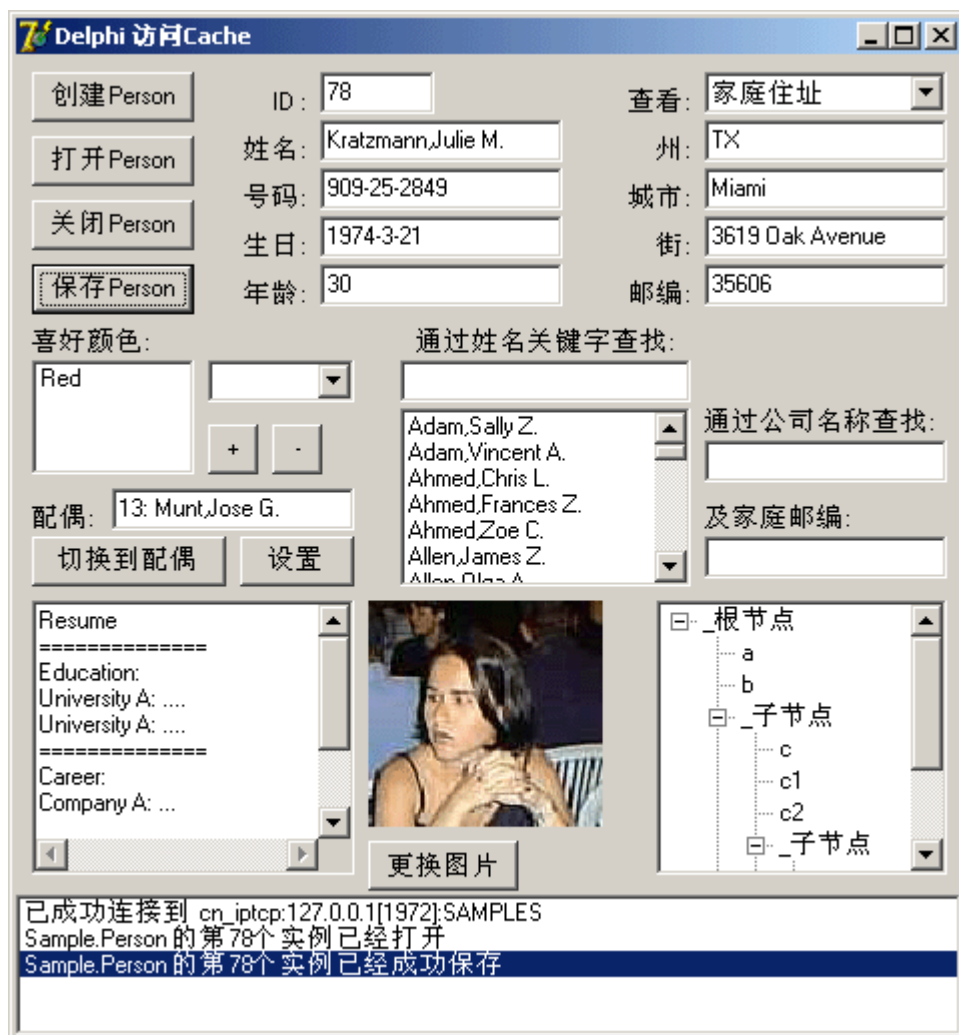 Delphi 访问Cache
创建Person
打开Person
关闭Person
保存Person
ID: 78
姓名: Kratzmann,Julie M.
号码: 909-25-2849
生日: 1974-3-21
年龄: 30
查看: 家庭住址
州: TX
城市: Miami
街: 3619 Oak Avenue
邮编: 35606
喜好颜色:
Red
+ -
配偶: 13: Munt,Jose G.
切换到配偶 设置
通过姓名关键字查找:
Adam,Sally Z.
Adam,Vincent A.
Ahmed,Chris L.
Ahmed,Frances Z.
Ahmed,Zoe C.
Allen,James Z.
Allen,Olga A.
通过公司名称查找:
及家庭邮编:
Resume
==============
Education:
University A: ....
University A: ....
==============
Career:
Company A: ...
更换图片
_根节点
a
b
_子节点
c
c1
c2
_子节点
已成功连接到 cn_iptcp:127.0.0.1[1972]:SAMPLES
Sample.Person 的第78个实例已经打开
Sample.Person 的第78个实例已经成功保存